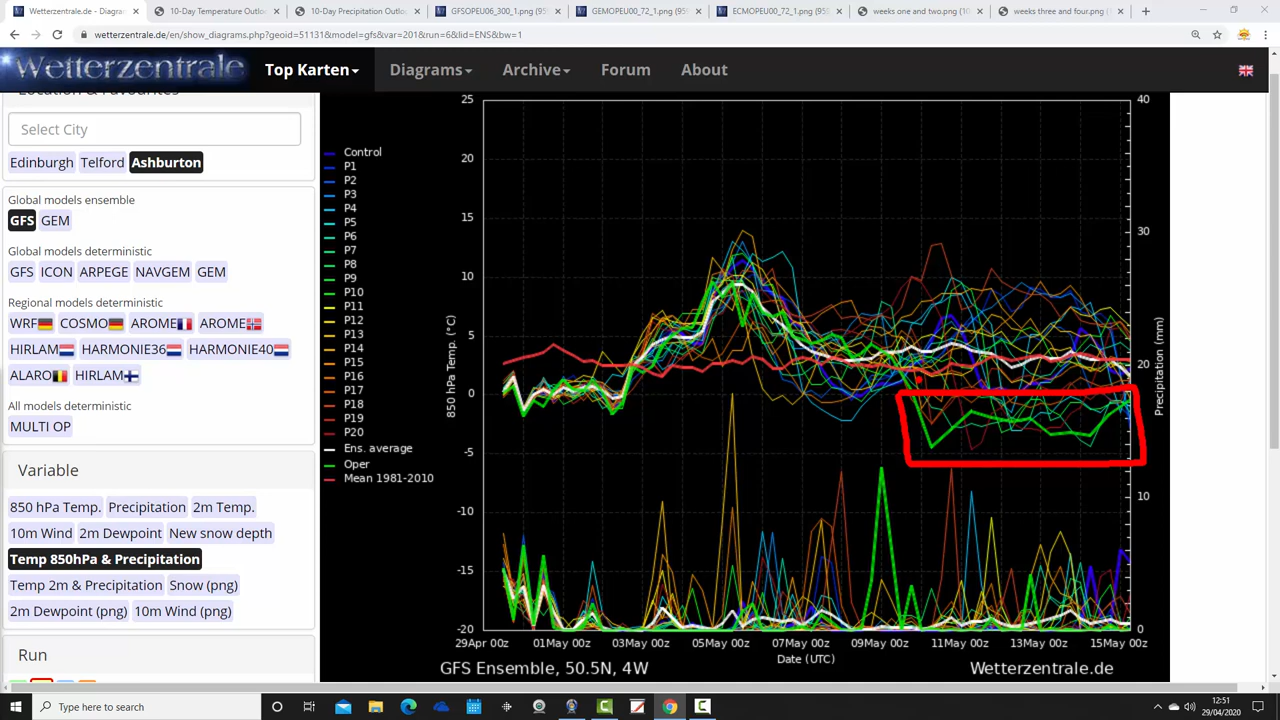 Wetterzentrale.de - Diagra
10-Day Temperature Outloo
10-Day Precipitation Outloo
GFSOPEU06_300_1.png (95
GEMOPEU00_72_1.png (95
ECMOPEU00_72_1.png (95
weeks one and two.png (10
weeks three and four.png (1
wetterzentrale.de/en/show_diagrams.php?geoid=51131&model=gfs&var=201&run=6&lid=ENS&bw=1
Wetterzentrale
Top Karten
Diagrams
Archive
Forum
About
Location & Favourites
Select City
Edinburgh Telford Ashburton
Global models ensemble
GFS GEM
Global models deterministic
GFS ICON ARPEGE NAVGEM GEM
Regional models deterministic
WRF COSMO AROME AROME
HIRLAM HARMONIE36 HARMONIE40
ALARO HIRLAM
All models deterministic
MULTI OP
Variable
850 hPa Temp. Precipitation 2m Temp.
10m Wind 2m Dewpoint New snow depth
Temp 850hPa & Precipitation
Temp 2m & Precipitation Snow (png)
2m Dewpoint (png) 10m Wind (png)
Run
Control
P1
P2
P3
P4
P5
P6
P7
P8
P9
P10
P11
P12
P13
P14
P15
P16
P17
P18
P19
P20
Ens. average
Oper
Mean 1981-2010
850 hPa Temp. (°C)
25
20
15
10
5
0
-5
-10
-15
-20
40
30
20
10
0
Precipitation (mm)
29Apr 00z 01May 00z 03May 00z 05May 00z 07May 00z 09May 00z 11May 00z 13May 00z 15May 00z
Date (UTC)
GFS Ensemble, 50.5N, 4W
Wetterzentrale.de
Type here to search
12:51
29/04/2020